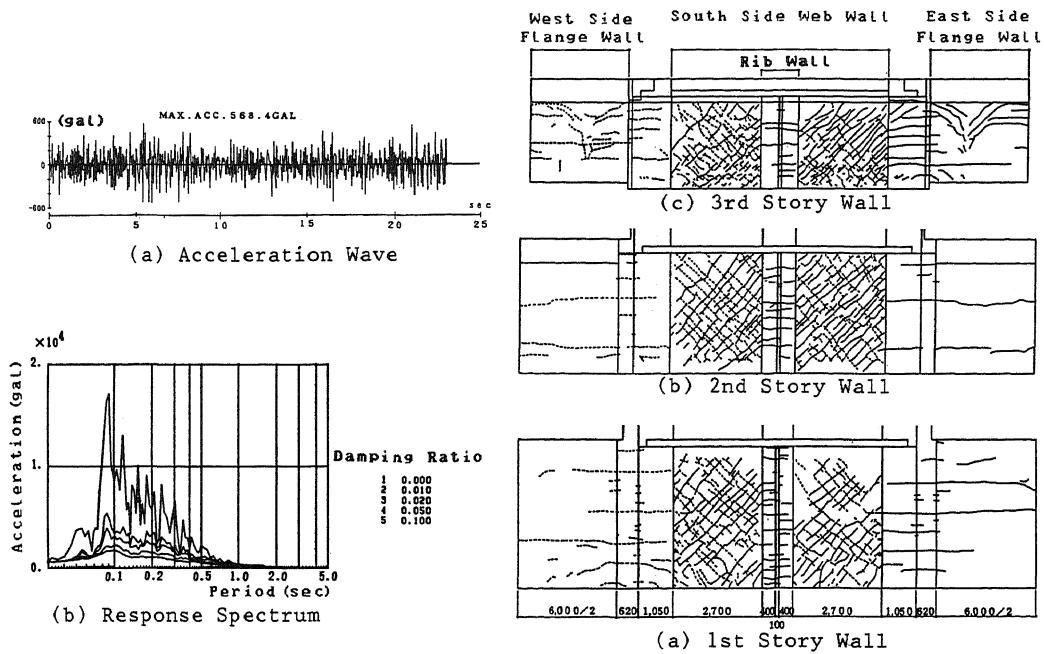 (gal)
MAX.ACC.568.4GAL
600
0
-600
sec
0 5 10 15 20 25
(a) Acceleration Wave
×10⁴
2.
1.
0.
Acceleration (gal)
0.1 0.2 0.5 1.0 2.0 5.0
Period (sec)
Damping Ratio
1 0.000
2 0.010
3 0.020
4 0.050
5 0.100
(b) Response Spectrum
West Side
Flange Wall
South Side Web Wall
East Side
Flange Wall
Rib Wall
(c) 3rd Story Wall
(b) 2nd Story Wall
6,000/2 620 1,050 2,700 400 400 2,700 1,050 620 6,000/2
100
(a) 1st Story Wall